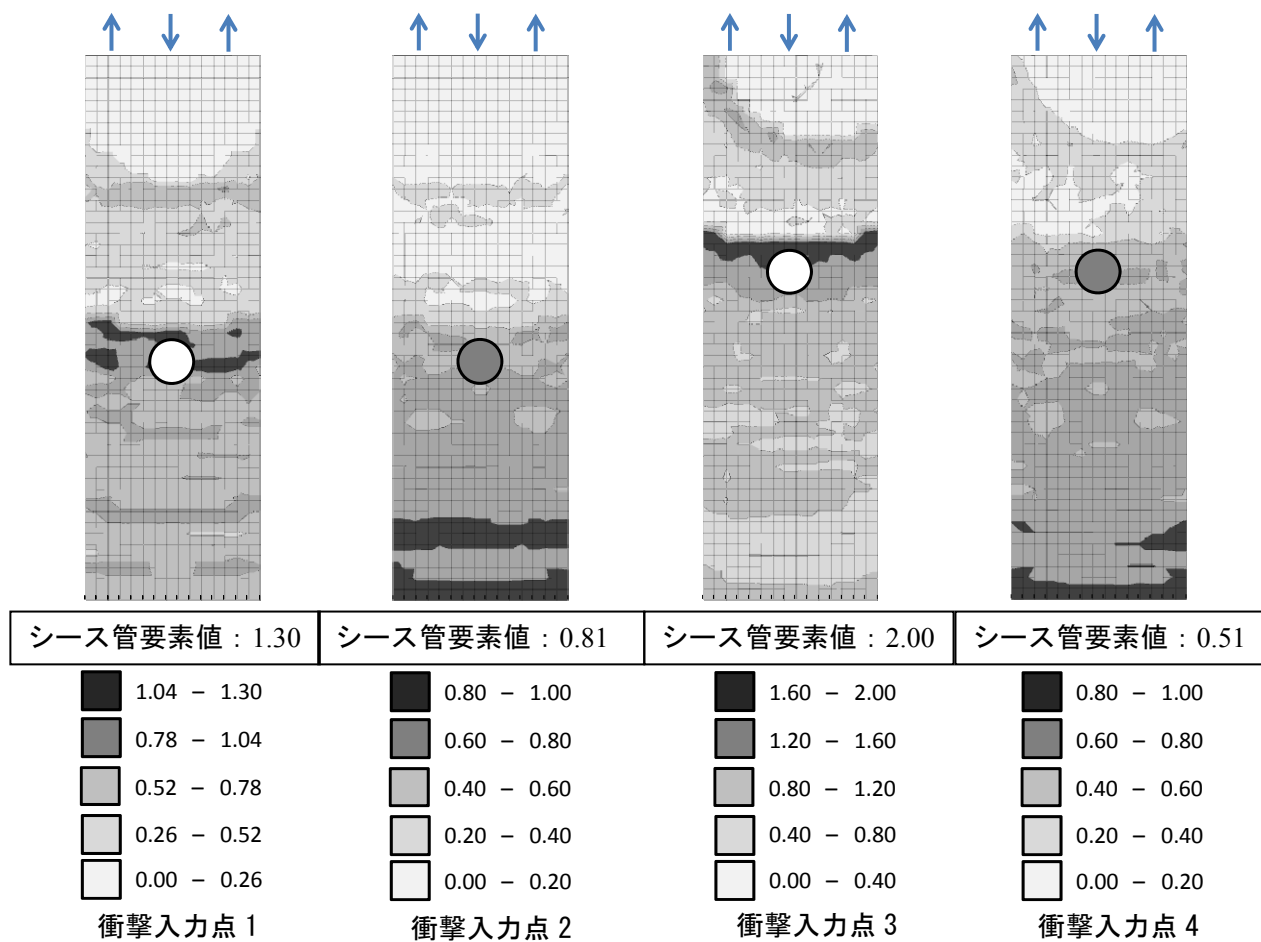 シース管要素値：1.30
シース管要素値：0.81
シース管要素値：2.00
シース管要素値：0.51
1.04 – 1.30
0.78 – 1.04
0.52 – 0.78
0.26 – 0.52
0.00 – 0.26
衝撃入力点 1
0.80 – 1.00
0.60 – 0.80
0.40 – 0.60
0.20 – 0.40
0.00 – 0.20
衝撃入力点 2
1.60 – 2.00
1.20 – 1.60
0.80 – 1.20
0.40 – 0.80
0.00 – 0.40
衝撃入力点 3
0.80 – 1.00
0.60 – 0.80
0.40 – 0.60
0.20 – 0.40
0.00 – 0.20
衝撃入力点 4